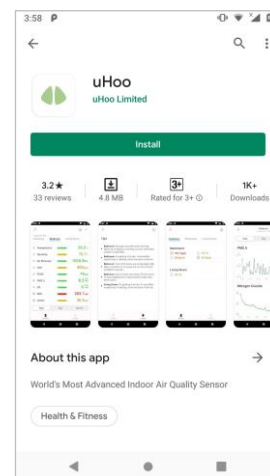 3:58
uHoo
uHoo Limited
Install
3.2★
33 reviews
4.8 MB
3+
Rated for 3+
1K+
Downloads
About this app
World's Most Advanced Indoor Air Quality Sensor
Health & Fitness